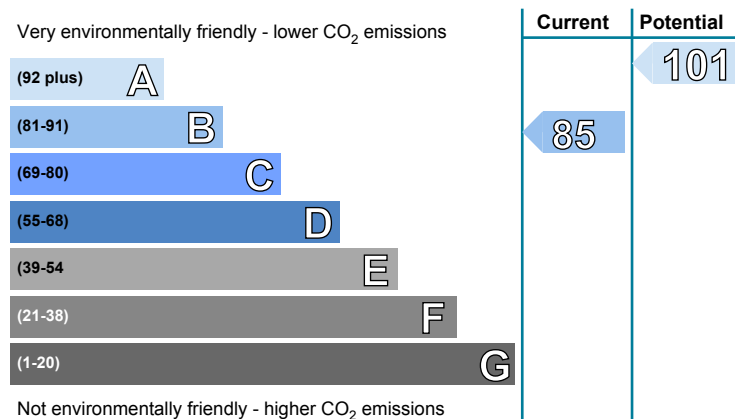 Very environmentally friendly - lower CO2 emissions
Current
Potential
(92 plus) A
101
(81-91) B
85
(69-80) C
(55-68) D
(39-54 E
(21-38) F
(1-20) G
Not environmentally friendly - higher CO2 emissions